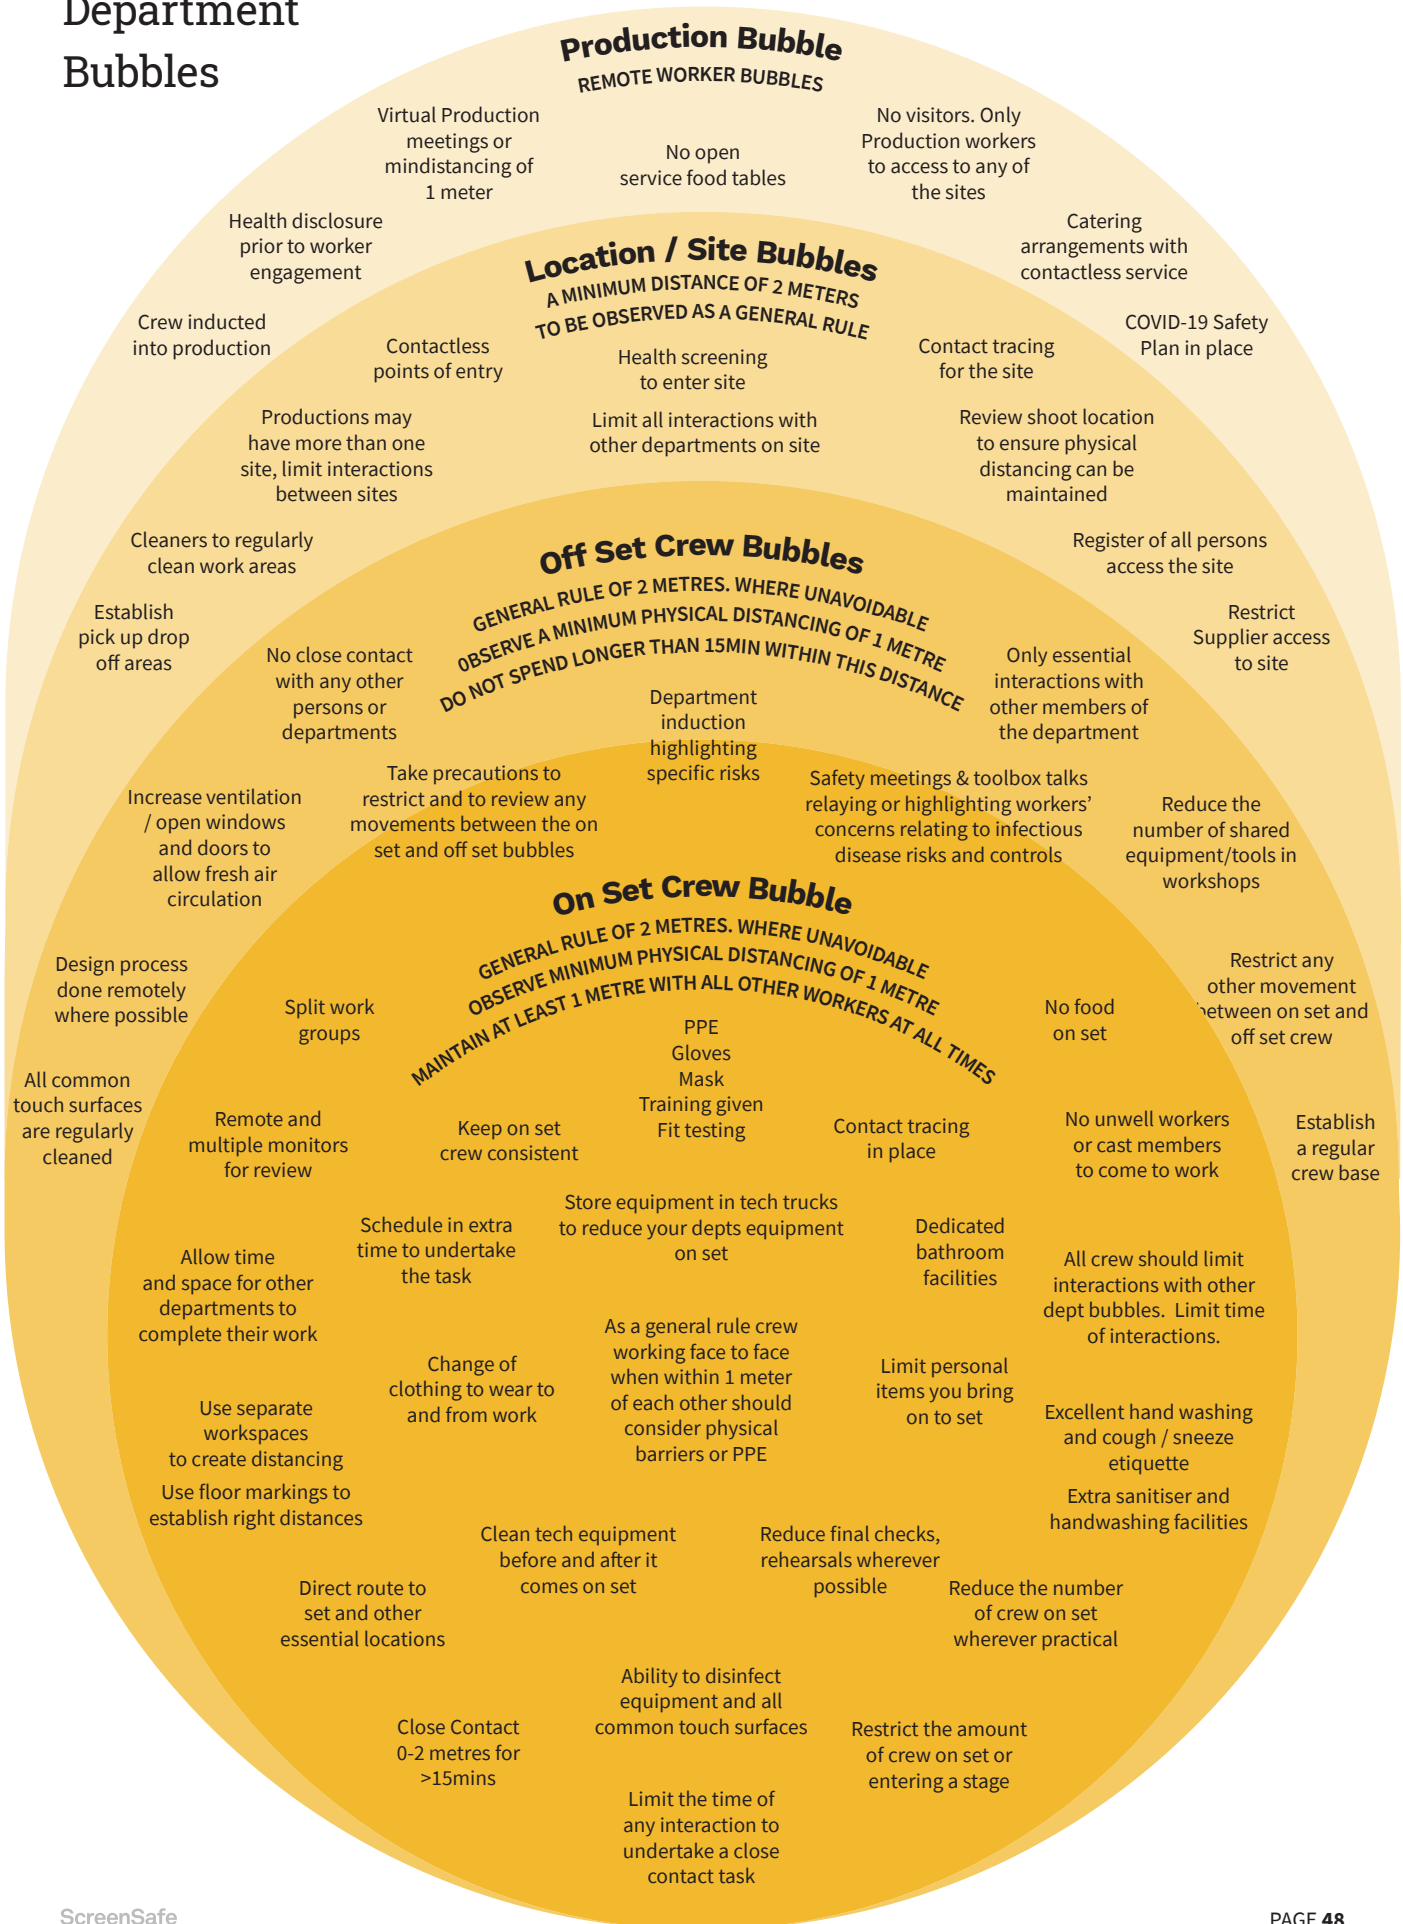 Department
Bubbles
Production Bubble
REMOTE WORKER BUBBLES
Virtual Production
meetings or
mindistancing of
1 meter
No open
service food tables
No visitors. Only
Production workers
to access to any of
the sites
Health disclosure
prior to worker
engagement
Catering
arrangements with
contactless service
Crew inducted
into production
COVID-19 Safety
Plan in place
Location / Site Bubbles
A MINIMUM DISTANCE OF 2 METERS
TO BE OBSERVED AS A GENERAL RULE
Contactless
points of entry
Health screening
to enter site
Contact tracing
for the site
Productions may
have more than one
site, limit interactions
between sites
Limit all interactions with
other departments on site
Review shoot location
to ensure physical
distancing can be
maintained
Cleaners to regularly
clean work areas
Register of all persons
access the site
Establish
pick up drop
off areas
Restrict
Supplier access
to site
Off Set Crew Bubbles
GENERAL RULE OF 2 METRES. WHERE UNAVOIDABLE
0BSERVE A MINIMUM PHYSICAL DISTANCING OF 1 METRE
DO NOT SPEND LONGER THAN 15MIN WITHIN THIS DISTANCE
No close contact
with any other
persons or
departments
Department
induction
highlighting
specific risks
Only essential
interactions with
other members of
the department
Take precautions to
restrict and to review any
movements between the on
set and off set bubbles
Safety meetings & toolbox talks
relaying or highlighting workers'
concerns relating to infectious
disease risks and controls
Increase ventilation
/ open windows
and doors to
allow fresh air
circulation
Reduce the
number of shared
equipment/tools in
workshops
Design process
done remotely
where possible
Restrict any
other movement
between on set and
off set crew
All common
touch surfaces
are regularly
cleaned
Establish
a regular
crew base
On Set Crew Bubble
GENERAL RULE OF 2 METRES. WHERE UNAVOIDABLE
OBSERVE MINIMUM PHYSICAL DISTANCING OF 1 METRE
MAINTAIN AT LEAST 1 METRE WITH ALL OTHER WORKERS AT ALL TIMES
Split work
groups
PPE
Gloves
Mask
Training given
Fit testing
No food
on set
Remote and
multiple monitors
for review
Keep on set
crew consistent
Contact tracing
in place
No unwell workers
or cast members
to come to work
Schedule in extra
time to undertake
the task
Store equipment in tech trucks
to reduce your depts equipment
on set
Dedicated
bathroom
facilities
Allow time
and space for other
departments to
complete their work
All crew should limit
interactions with other
dept bubbles. Limit time
of interactions.
Change of
clothing to wear to
and from work
As a general rule crew
working face to face
when within 1 meter
of each other should
consider physical
barriers or PPE
Limit personal
items you bring
on to set
Use separate
workspaces
to create distancing
Excellent hand washing
and cough / sneeze
etiquette
Use floor markings to
establish right distances
Extra sanitiser and
handwashing facilities
Clean tech equipment
before and after it
comes on set
Reduce final checks,
rehearsals wherever
possible
Direct route to
set and other
essential locations
Reduce the number
of crew on set
wherever practical
Ability to disinfect
equipment and all
common touch surfaces
Close Contact
0-2 metres for
>15mins
Restrict the amount
of crew on set or
entering a stage
Limit the time of
any interaction to
undertake a close
contact task
ScreenSafe
PAGE 48